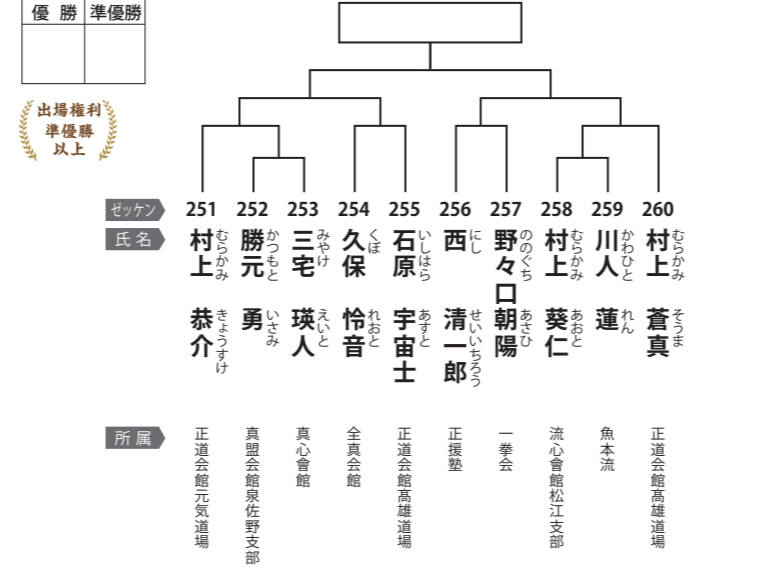 優勝 準優勝
出場権利
準優勝
以上
ゼッケン 251 252 253 254 255 256 257 258 259 260
氏名
村上 恭介
むらかみ きょうすけ
勝元 勇
かつもと いさみ
三宅 瑛人
みやけ えいと
久保 怜音
くぼ れおと
石原 宇宙士
いしはら あすと
西 清一郎
にし せいいちろう
野々口 朝陽
ののぐち あさひ
村上 葵仁
むらかみ あおと
川人 蓮
かわひと れん
村上 蒼真
むらかみ そうま
所属
正道会館元気道場
真盟会館泉佐野支部
真心會館
全真会館
正道会館髙雄道場
正援塾
一拳会
流心會館松江支部
魚本流
正道会館髙雄道場